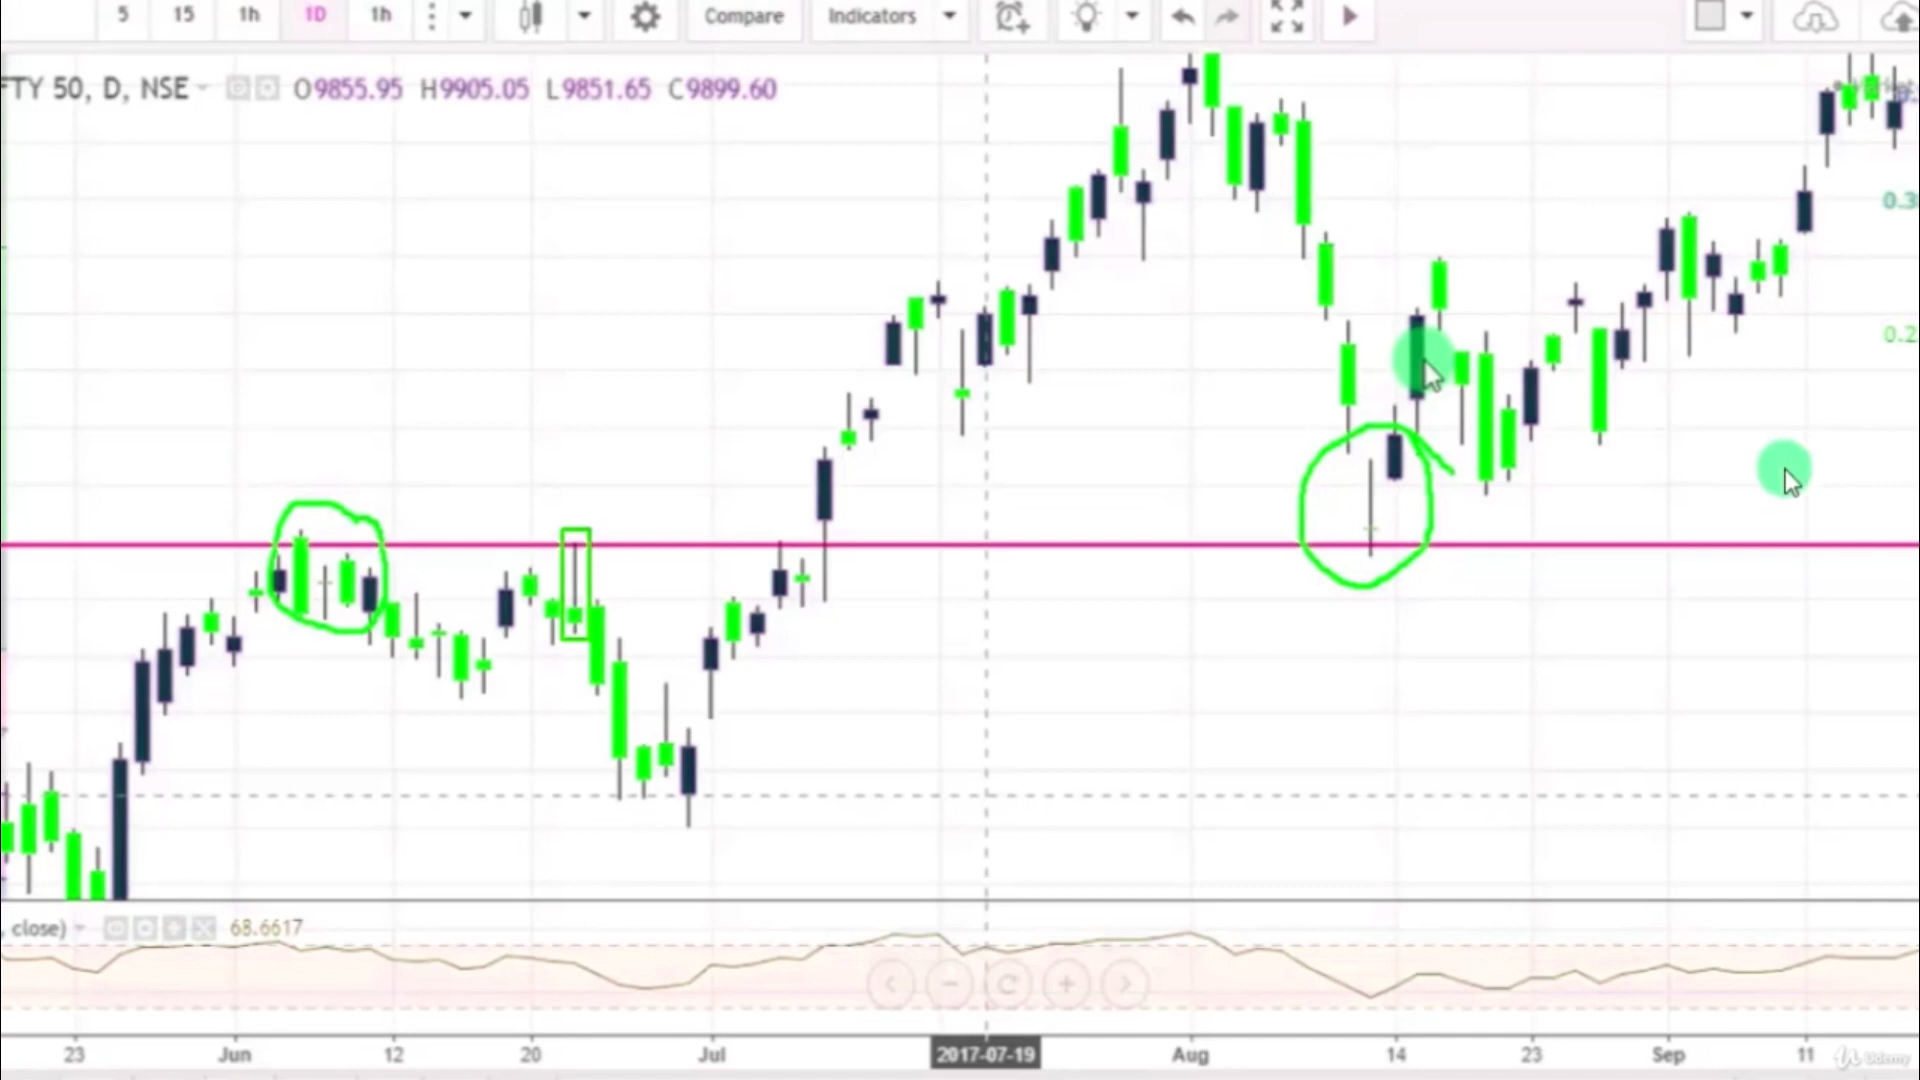 5 15 1h 1D 1h Compare Indicators
FTY 50, D, NSE O9855.95 H9905.05 L9851.65 C9899.60
0.3
0.2
, close) 68.6617
23 Jun 12 20 Jul 2017-07-19 Aug 14 23 Sep 11
Udemy